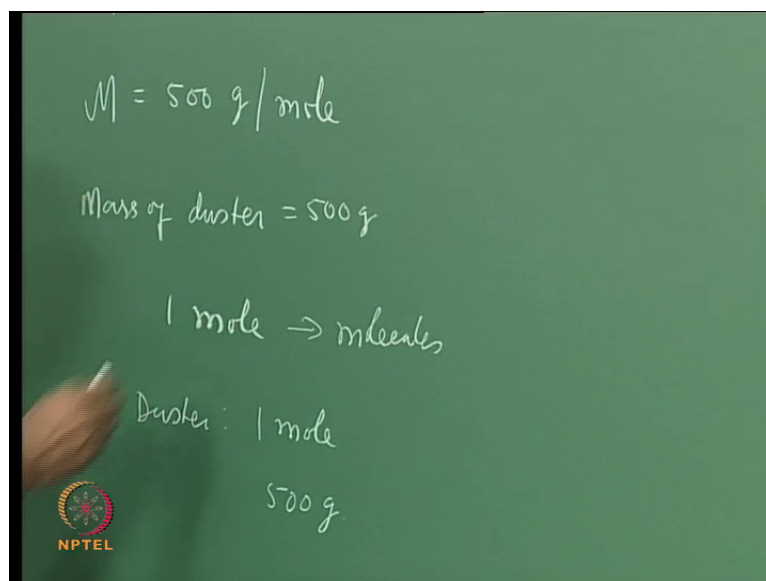 M = 500 g/mole
Mass of duster = 500 g
1 mole → molecules
Duster : 1 mole
500 g.
NPTEL